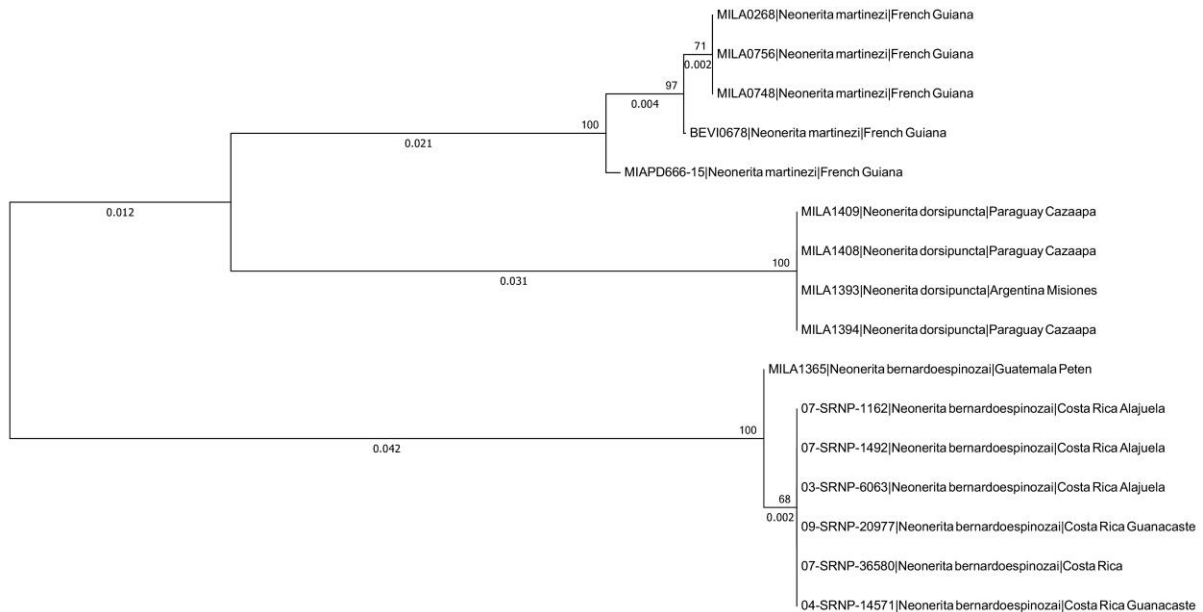 MILA0268|Neonerita martinezi|French Guiana
71
MILA0756|Neonerita martinezi|French Guiana
0.002
97
MILA0748|Neonerita martinezi|French Guiana
0.004
100
BEVI0678|Neonerita martinezi|French Guiana
0.021
MIAPD666-15|Neonerita martinezi|French Guiana
0.012
MILA1409|Neonerita dorsipuncta|Paraguay Cazaapa
MILA1408|Neonerita dorsipuncta|Paraguay Cazaapa
100
0.031
MILA1393|Neonerita dorsipuncta|Argentina Misiones
MILA1394|Neonerita dorsipuncta|Paraguay Cazaapa
MILA1365|Neonerita bernardoespinozai|Guatemala Peten
07-SRNP-1162|Neonerita bernardoespinozai|Costa Rica Alajuela
100
0.042
07-SRNP-1492|Neonerita bernardoespinozai|Costa Rica Alajuela
03-SRNP-6063|Neonerita bernardoespinozai|Costa Rica Alajuela
68
0.002
09-SRNP-20977|Neonerita bernardoespinozai|Costa Rica Guanacaste
07-SRNP-36580|Neonerita bernardoespinozai|Costa Rica
04-SRNP-14571|Neonerita bernardoespinozai|Costa Rica Guanacaste